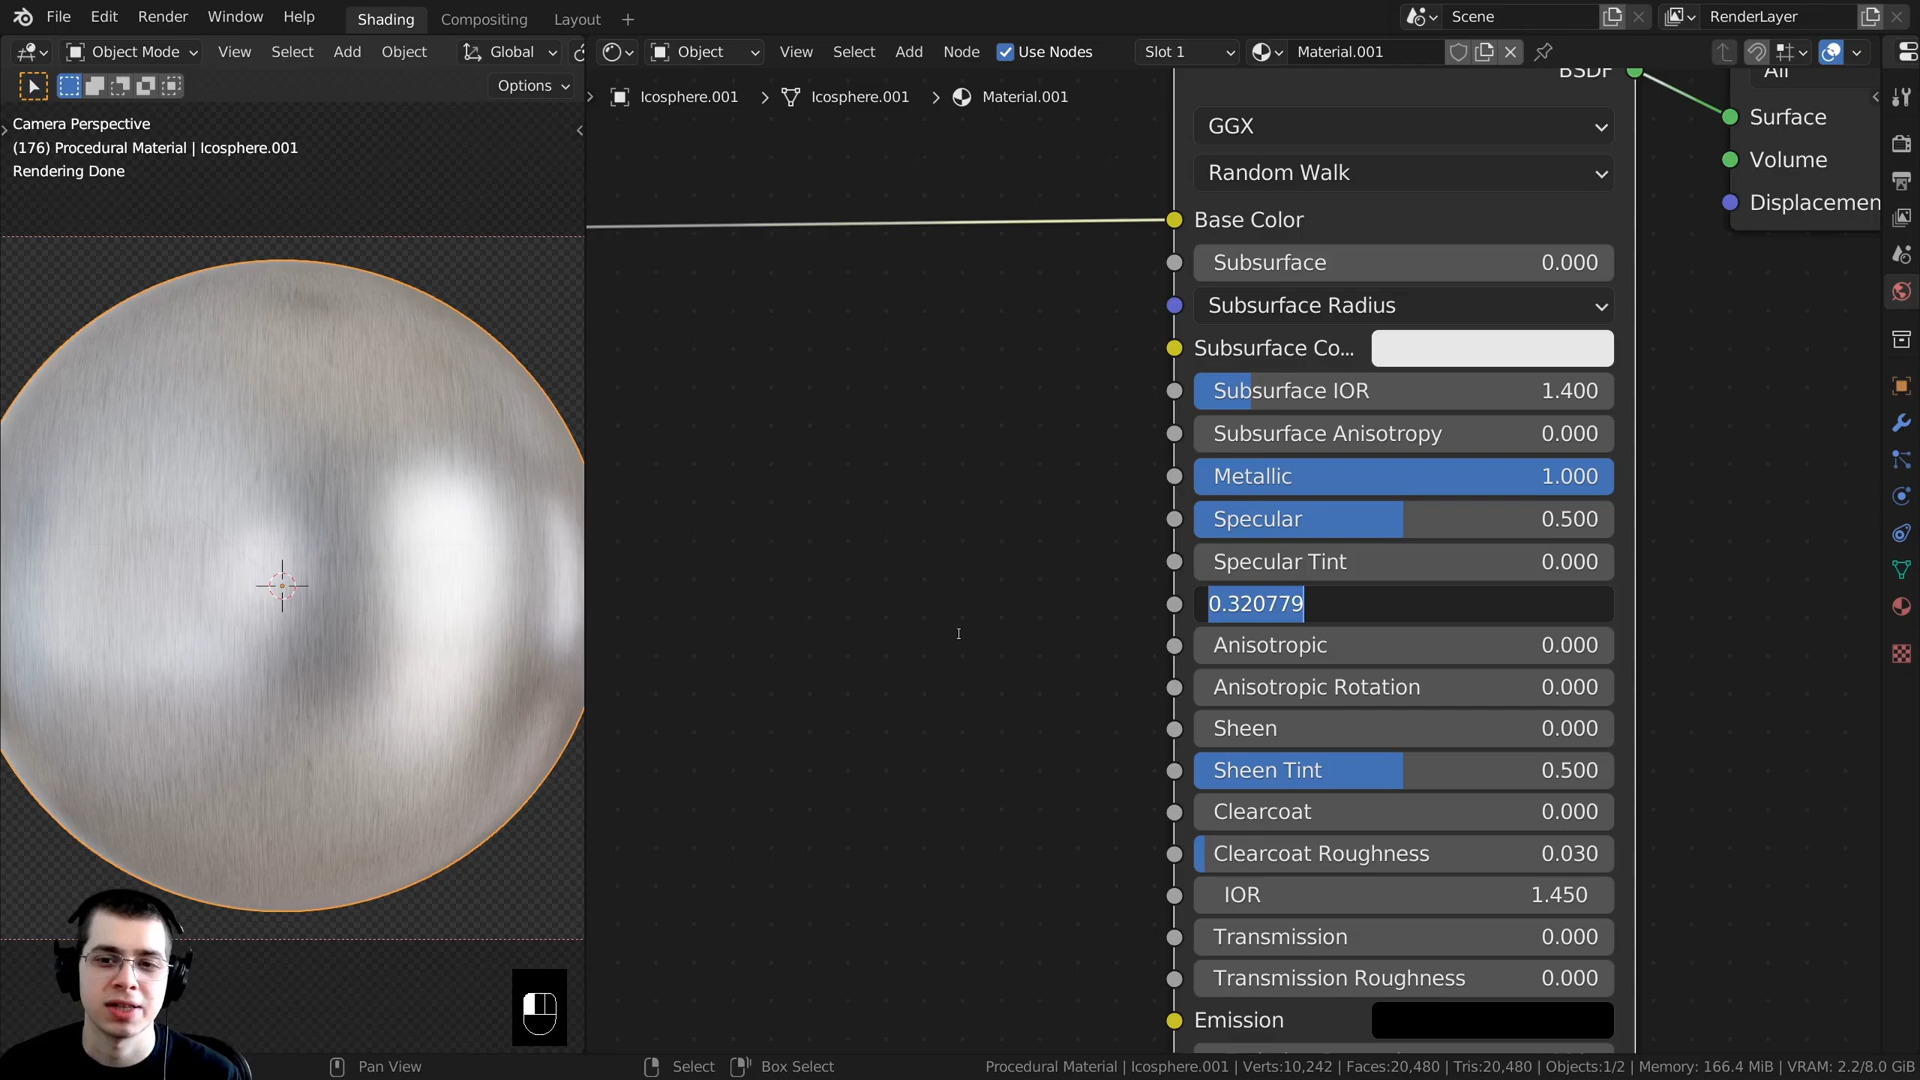 File Edit Render Window Help Shading Compositing Layout + Scene RenderLayer
Object Mode View Select Add Object Global Object View Select Add Node Use Nodes Slot 1 Material.001
Options
Icosphere.001 > Icosphere.001 > Material.001
Camera Perspective
(176) Procedural Material | Icosphere.001
Rendering Done
BSDF
GGX
Random Walk
Base Color
Subsurface 0.000
Subsurface Radius
Subsurface Co...
Subsurface IOR 1.400
Subsurface Anisotropy 0.000
Metallic 1.000
Specular 0.500
Specular Tint 0.000
0.320779
Anisotropic 0.000
Anisotropic Rotation 0.000
Sheen 0.000
Sheen Tint 0.500
Clearcoat 0.000
Clearcoat Roughness 0.030
IOR 1.450
Transmission 0.000
Transmission Roughness 0.000
Emission
All
Surface
Volume
Displacemen
Pan View Select Box Select Procedural Material | Icosphere.001 | Verts:10,242 | Faces:20,480 | Tris:20,480 | Objects:1/2 | Memory: 166.4 MiB | VRAM: 2.2/8.0 GiB